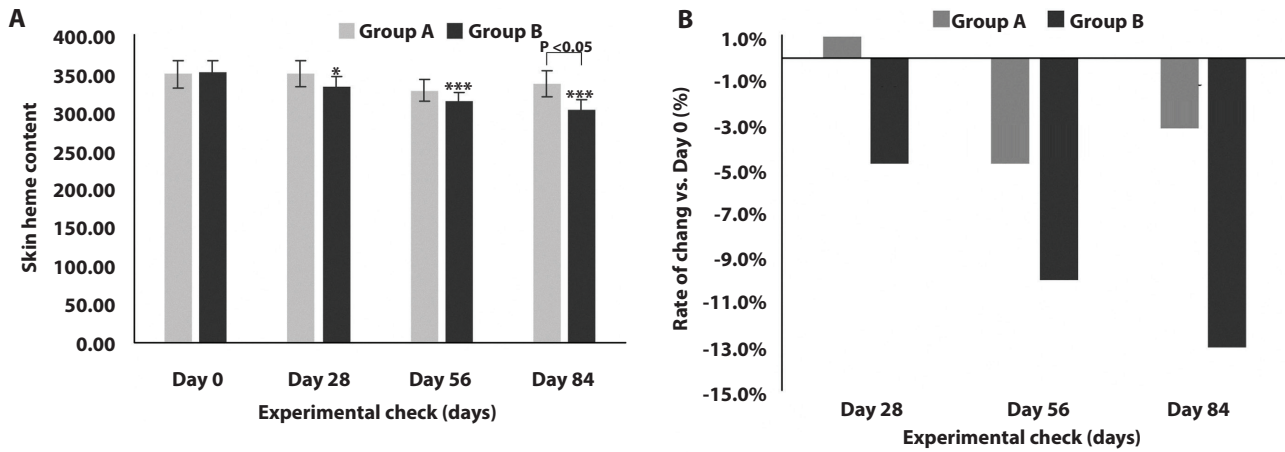 A
Group A
Group B
400.00
350.00
300.00
250.00
200.00
150.00
100.00
50.00
0.00
Skin heme content
*
***
P <0.05
***
Day 0
Day 28
Day 56
Day 84
Experimental check (days)
B
Group A
Group B
1.0%
-1.0%
-3.0%
-5.0%
-7.0%
-9.0%
-11.0%
-13.0%
-15.0%
Rate of chang vs. Day 0 (%)
Day 28
Day 56
Day 84
Experimental check (days)